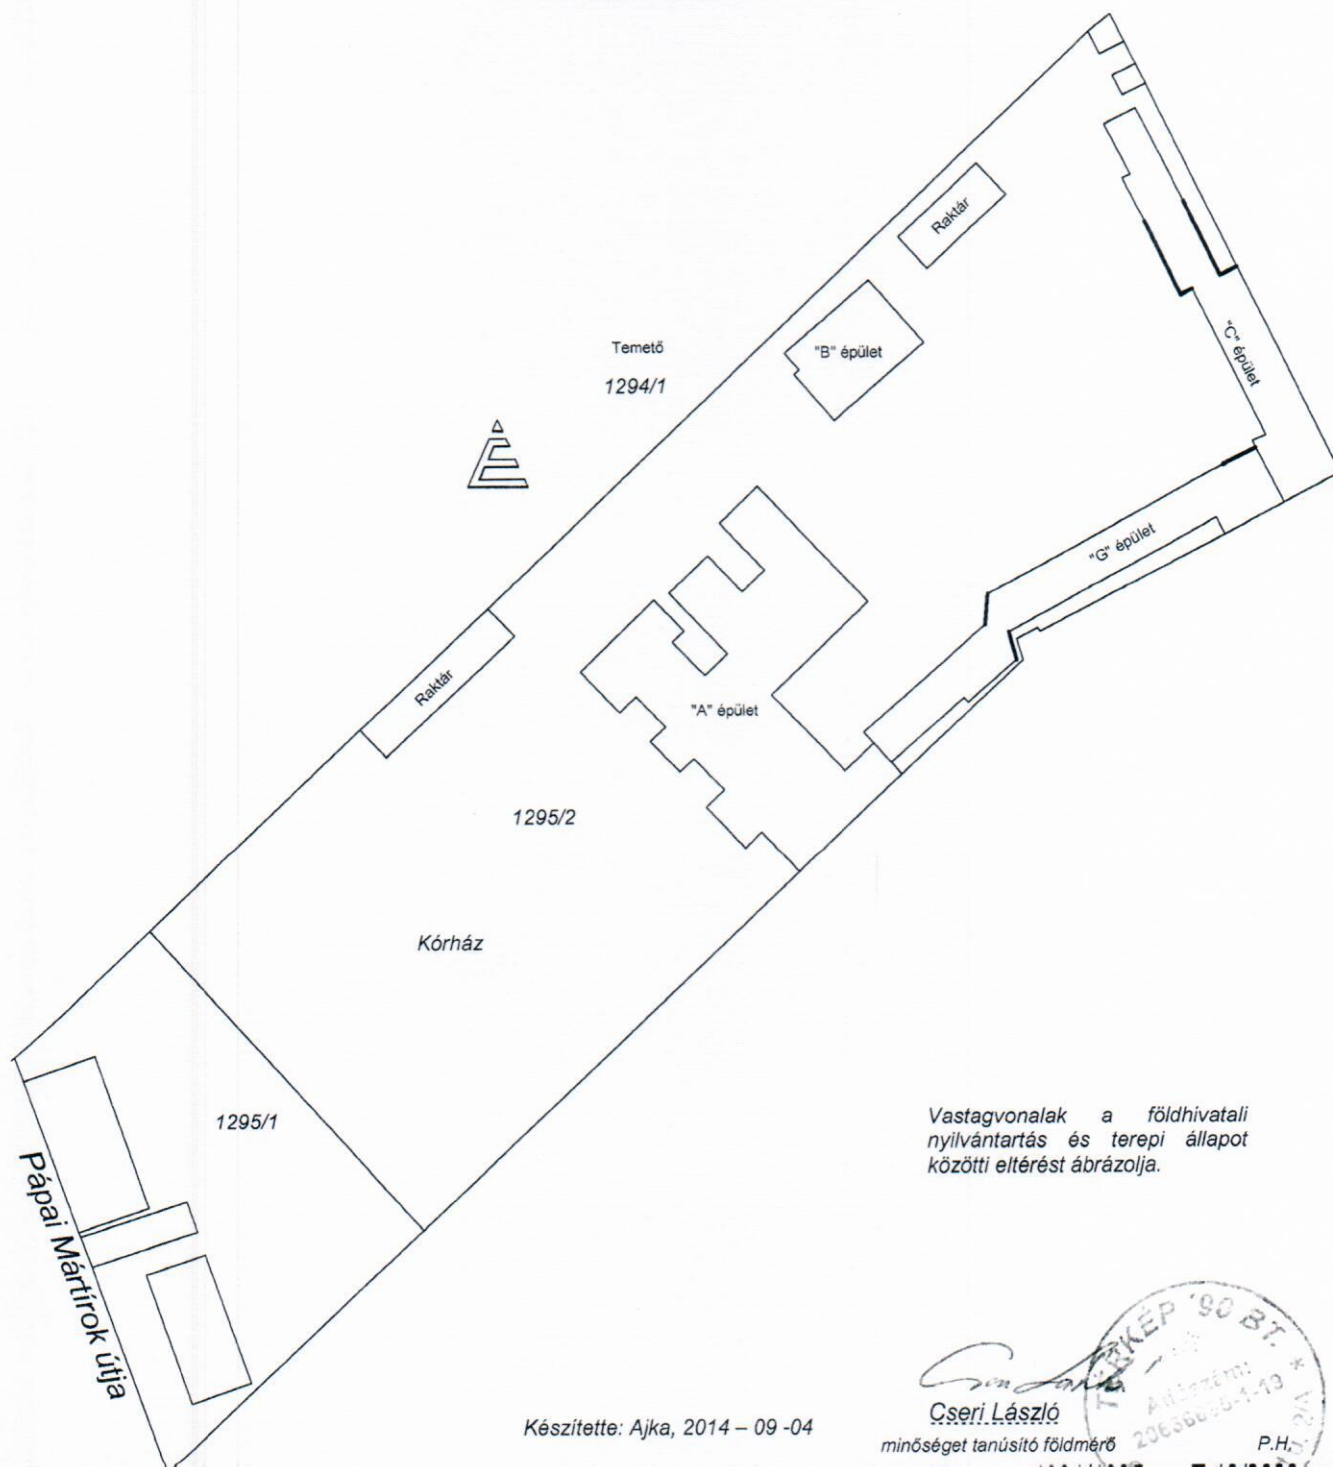 Raktár
"B" épület
"C" épület
Temető
1294/1
É
"G" épület
Raktár
"A" épület
1295/2
Kórház
1295/1
Pápai Mártírok útja
Vastagvonalak a földhivatali
nyilvántartás és terepi állapot
közötti eltérést ábrázolja.
TÉRKÉP '90 BT. *
Adószám:
Cseri László
Készítette: Ajka, 2014 – 09 -04
minőséget tanúsító földmérő P.H.